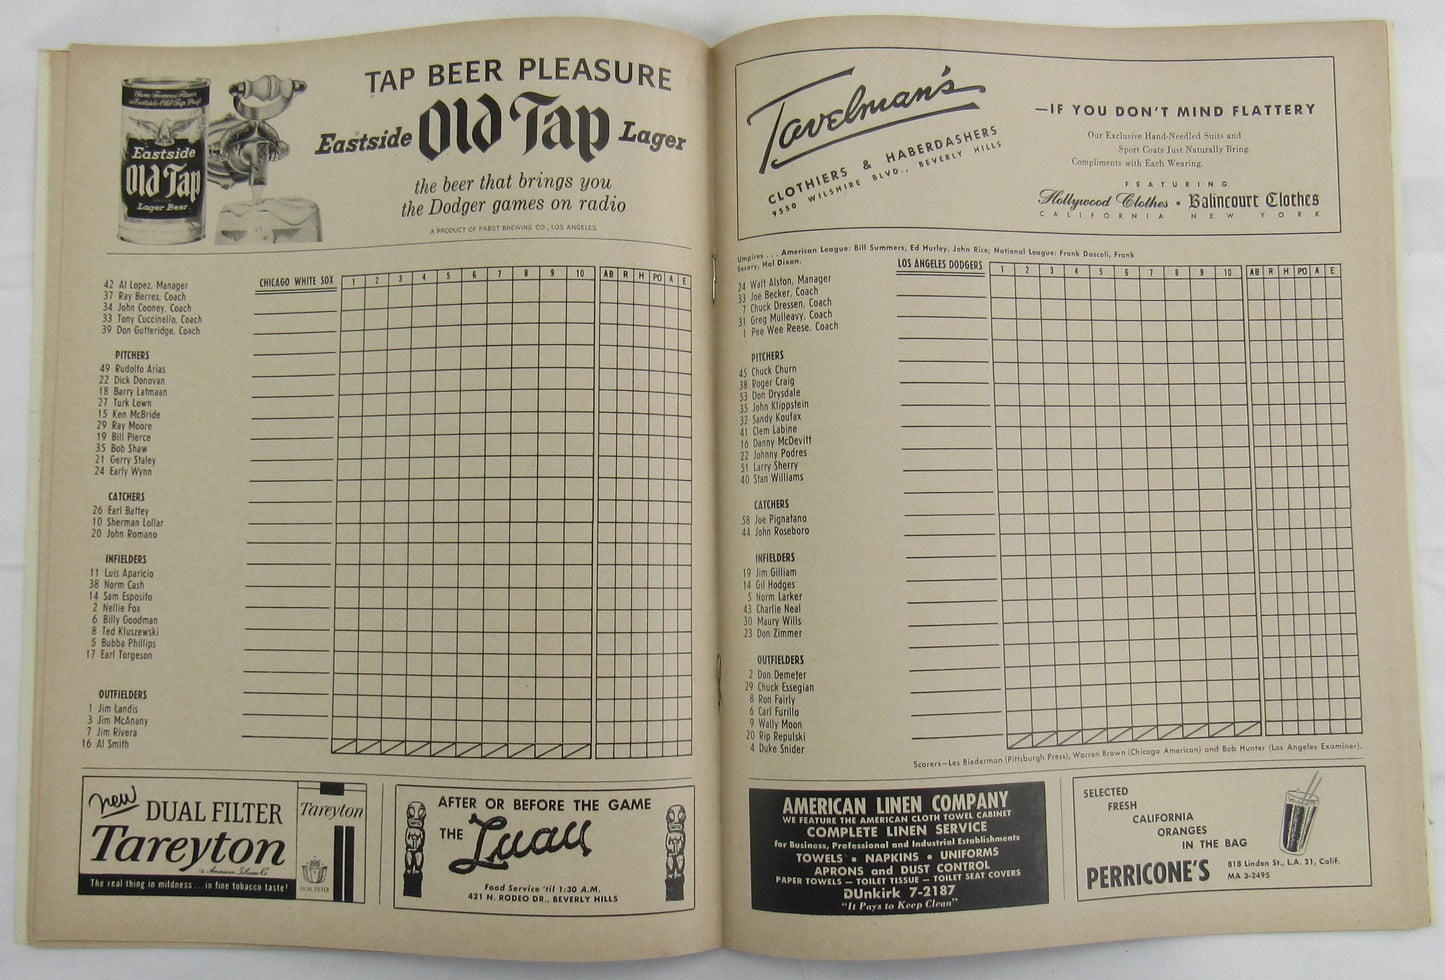 TAP BEER PLEASURE
Eastside Old Tap Lager
the beer that brings you
the Dodger games on radio
A PRODUCT OF PABST BREWING CO., LOS ANGELES
Eastside
Old Tap
Lager Beer
42 Al Lopez, Manager
37 Ray Berres, Coach
34 John Cooney, Coach
33 Tony Cuccinello, Coach
39 Don Gutteridge, Coach
PITCHERS
49 Rudolfo Arias
22 Dick Donovan
18 Barry Latmaan
27 Turk Lown
15 Ken McBride
29 Ray Moore
19 Bill Pierce
35 Bob Shaw
21 Gerry Staley
24 Early Wynn
CATCHERS
26 Earl Battey
10 Sherman Lollar
20 John Romano
INFIELDERS
11 Luis Aparicio
38 Norm Cash
14 Sam Esposito
2 Nellie Fox
6 Billy Goodman
8 Ted Kluszewski
5 Bubba Phillips
17 Earl Torgeson
OUTFIELDERS
1 Jim Landis
3 Jim McAnany
7 Jim Rivera
16 Al Smith
CHICAGO WHITE SOX 1 2 3 4 5 6 7 8 9 10 AB R H PO A E
new
DUAL FILTER
Tareyton
The real thing in mildness...in fine tobacco taste!
Tareyton
DUAL FILTER
AFTER OR BEFORE THE GAME
THE Luau
Food Service 'til 1:30 A.M.
421 N. RODEO DR., BEVERLY HILLS
Tavelman's
CLOTHIERS & HABERDASHERS
9550 WILSHIRE BLVD., BEVERLY HILLS
—IF YOU DON'T MIND FLATTERY
Our Exclusive Hand-Needled Suits and
Sport Coats Just Naturally Bring
Compliments with Each Wearing.
FEATURING
Hollywood Clothes • Balincourt Clothes
CALIFORNIA NEW YORK
Umpires . . . American League: Bill Summers, Ed Hurley, John Rice; National League: Frank Dascoli, Frank
Secory, Hal Dixon.
24 Walt Alston, Manager
33 Joe Becker, Coach
7 Chuck Dressen, Coach
31 Greg Mulleavy, Coach
1 Pee Wee Reese, Coach
PITCHERS
45 Chuck Churn
38 Roger Craig
53 Don Drysdale
35 John Klippstein
32 Sandy Koufax
41 Clem Labine
16 Danny McDevitt
22 Johnny Podres
51 Larry Sherry
40 Stan Williams
CATCHERS
58 Joe Pignatano
44 John Roseboro
INFIELDERS
19 Jim Gilliam
14 Gil Hodges
5 Norm Larker
43 Charlie Neal
30 Maury Wills
23 Don Zimmer
OUTFIELDERS
2 Don Demeter
29 Chuck Essegian
8 Ron Fairly
6 Carl Furillo
9 Wally Moon
20 Rip Repulski
4 Duke Snider
LOS ANGELES DODGERS 1 2 3 4 5 6 7 8 9 10 AB R H PO A E
Scorers—Les Biederman (Pittsburgh Press), Warren Brown (Chicago American) and Bob Hunter (Los Angeles Examiner).
AMERICAN LINEN COMPANY
WE FEATURE THE AMERICAN CLOTH TOWEL CABINET
COMPLETE LINEN SERVICE
for Business, Professional and Industrial Establishments
TOWELS • NAPKINS • UNIFORMS
APRONS and DUST CONTROL
PAPER TOWELS — TOILET TISSUE — TOILET SEAT COVERS
DUnkirk 7-2187
"It Pays to Keep Clean"
SELECTED
FRESH
CALIFORNIA
ORANGES
IN THE BAG
PERRICONE'S
818 Linden St., L.A. 21, Calif.
MA 3-2495